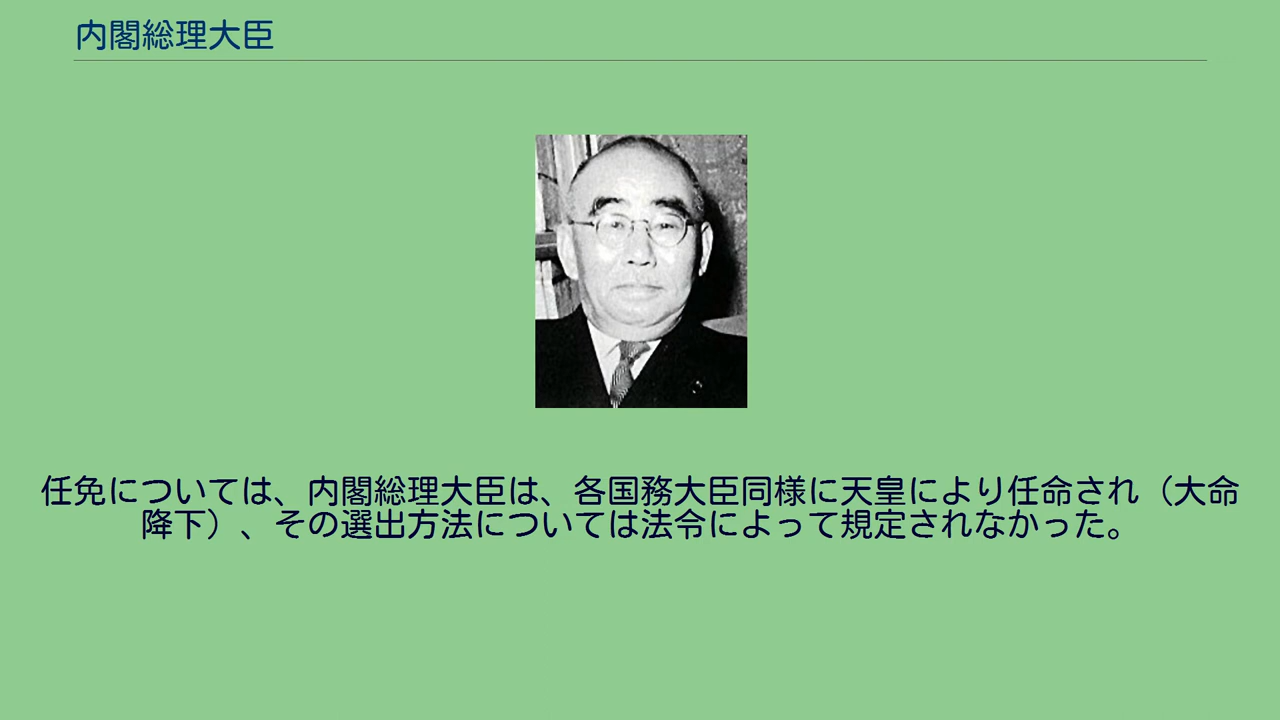 内閣総理大臣
任免については、内閣総理大臣は、各国務大臣同様に天皇により任命され（大命
降下）、その選出方法については法令によって規定されなかった。